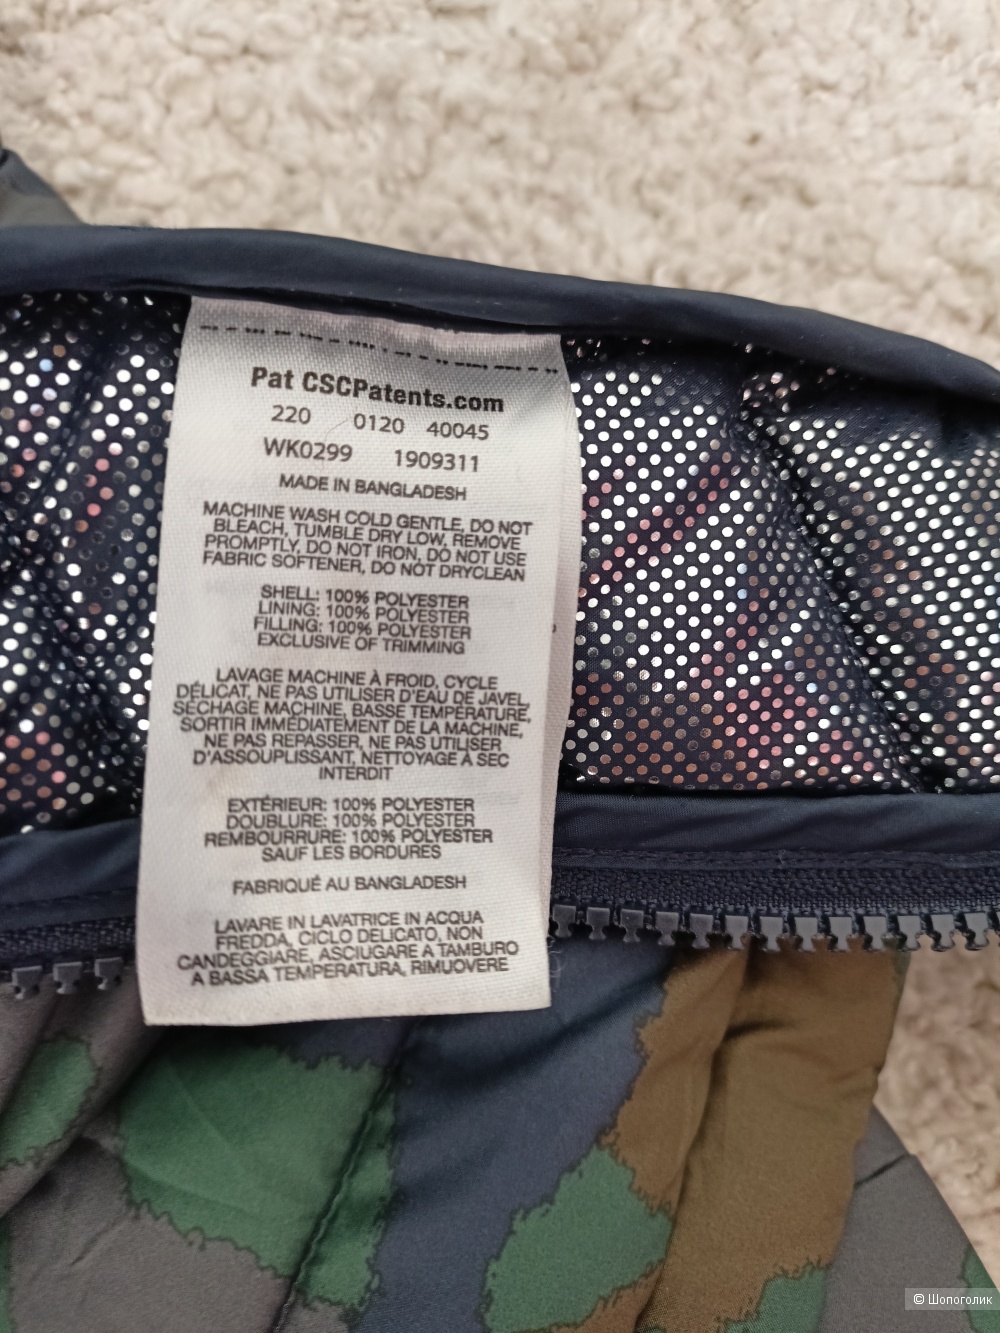 Pat CSCPatents.com
220 0120 40045
WK0299 1909311
MADE IN BANGLADESH
MACHINE WASH COLD GENTLE, DO NOT
BLEACH, TUMBLE DRY LOW, REMOVE
PROMPTLY, DO NOT IRON, DO NOT USE
FABRIC SOFTENER, DO NOT DRYCLEAN
SHELL: 100% POLYESTER
LINING: 100% POLYESTER
FILLING: 100% POLYESTER
EXCLUSIVE OF TRIMMING
LAVAGE MACHINE À FROID, CYCLE
DÉLICAT, NE PAS UTILISER D'EAU DE JAVEL,
SÉCHAGE MACHINE, BASSE TEMPÉRATURE,
SORTIR IMMÉDIATEMENT DE LA MACHINE,
NE PAS REPASSER, NE PAS UTILISER
D'ASSOUPLISSANT, NETTOYAGE À SEC
INTERDIT
EXTÉRIEUR: 100% POLYESTER
DOUBLURE: 100% POLYESTER
REMBOURRURE: 100% POLYESTER
SAUF LES BORDURES
FABRIQUÉ AU BANGLADESH
LAVARE IN LAVATRICE IN ACQUA
FREDDA, CICLO DELICATO, NON
CANDEGGIARE, ASCIUGARE A TAMBURO
A BASSA TEMPERATURA, RIMUOVERE
© Шопоголик